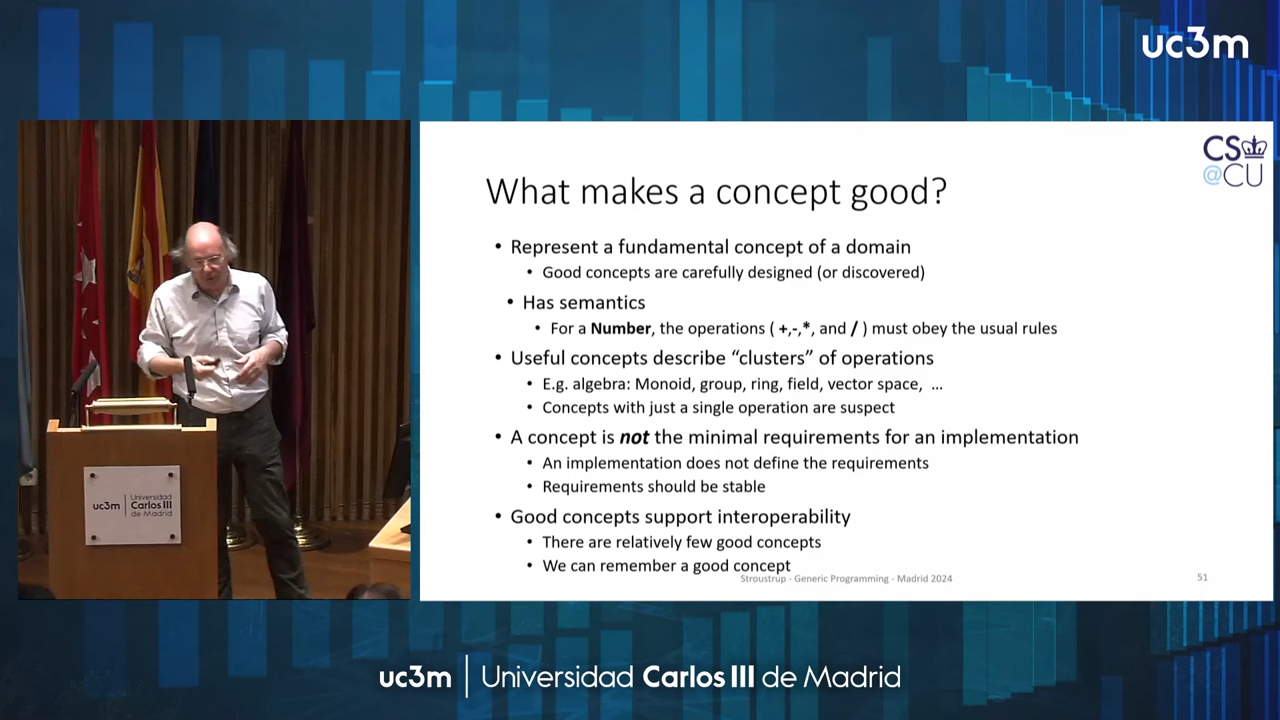 uc3m
CS
@CU
What makes a concept good?
• Represent a fundamental concept of a domain
• Good concepts are carefully designed (or discovered)
• Has semantics
• For a Number, the operations ( +,-,*, and / ) must obey the usual rules
• Useful concepts describe “clusters” of operations
• E.g. algebra: Monoid, group, ring, field, vector space, …
• Concepts with just a single operation are suspect
• A concept is not the minimal requirements for an implementation
• An implementation does not define the requirements
• Requirements should be stable
• Good concepts support interoperability
• There are relatively few good concepts
• We can remember a good concept
Stroustrup - Generic Programming - Madrid 2024
51
uc3m | Universidad
Carlos III
de Madrid
uc3m | Universidad Carlos III de Madrid